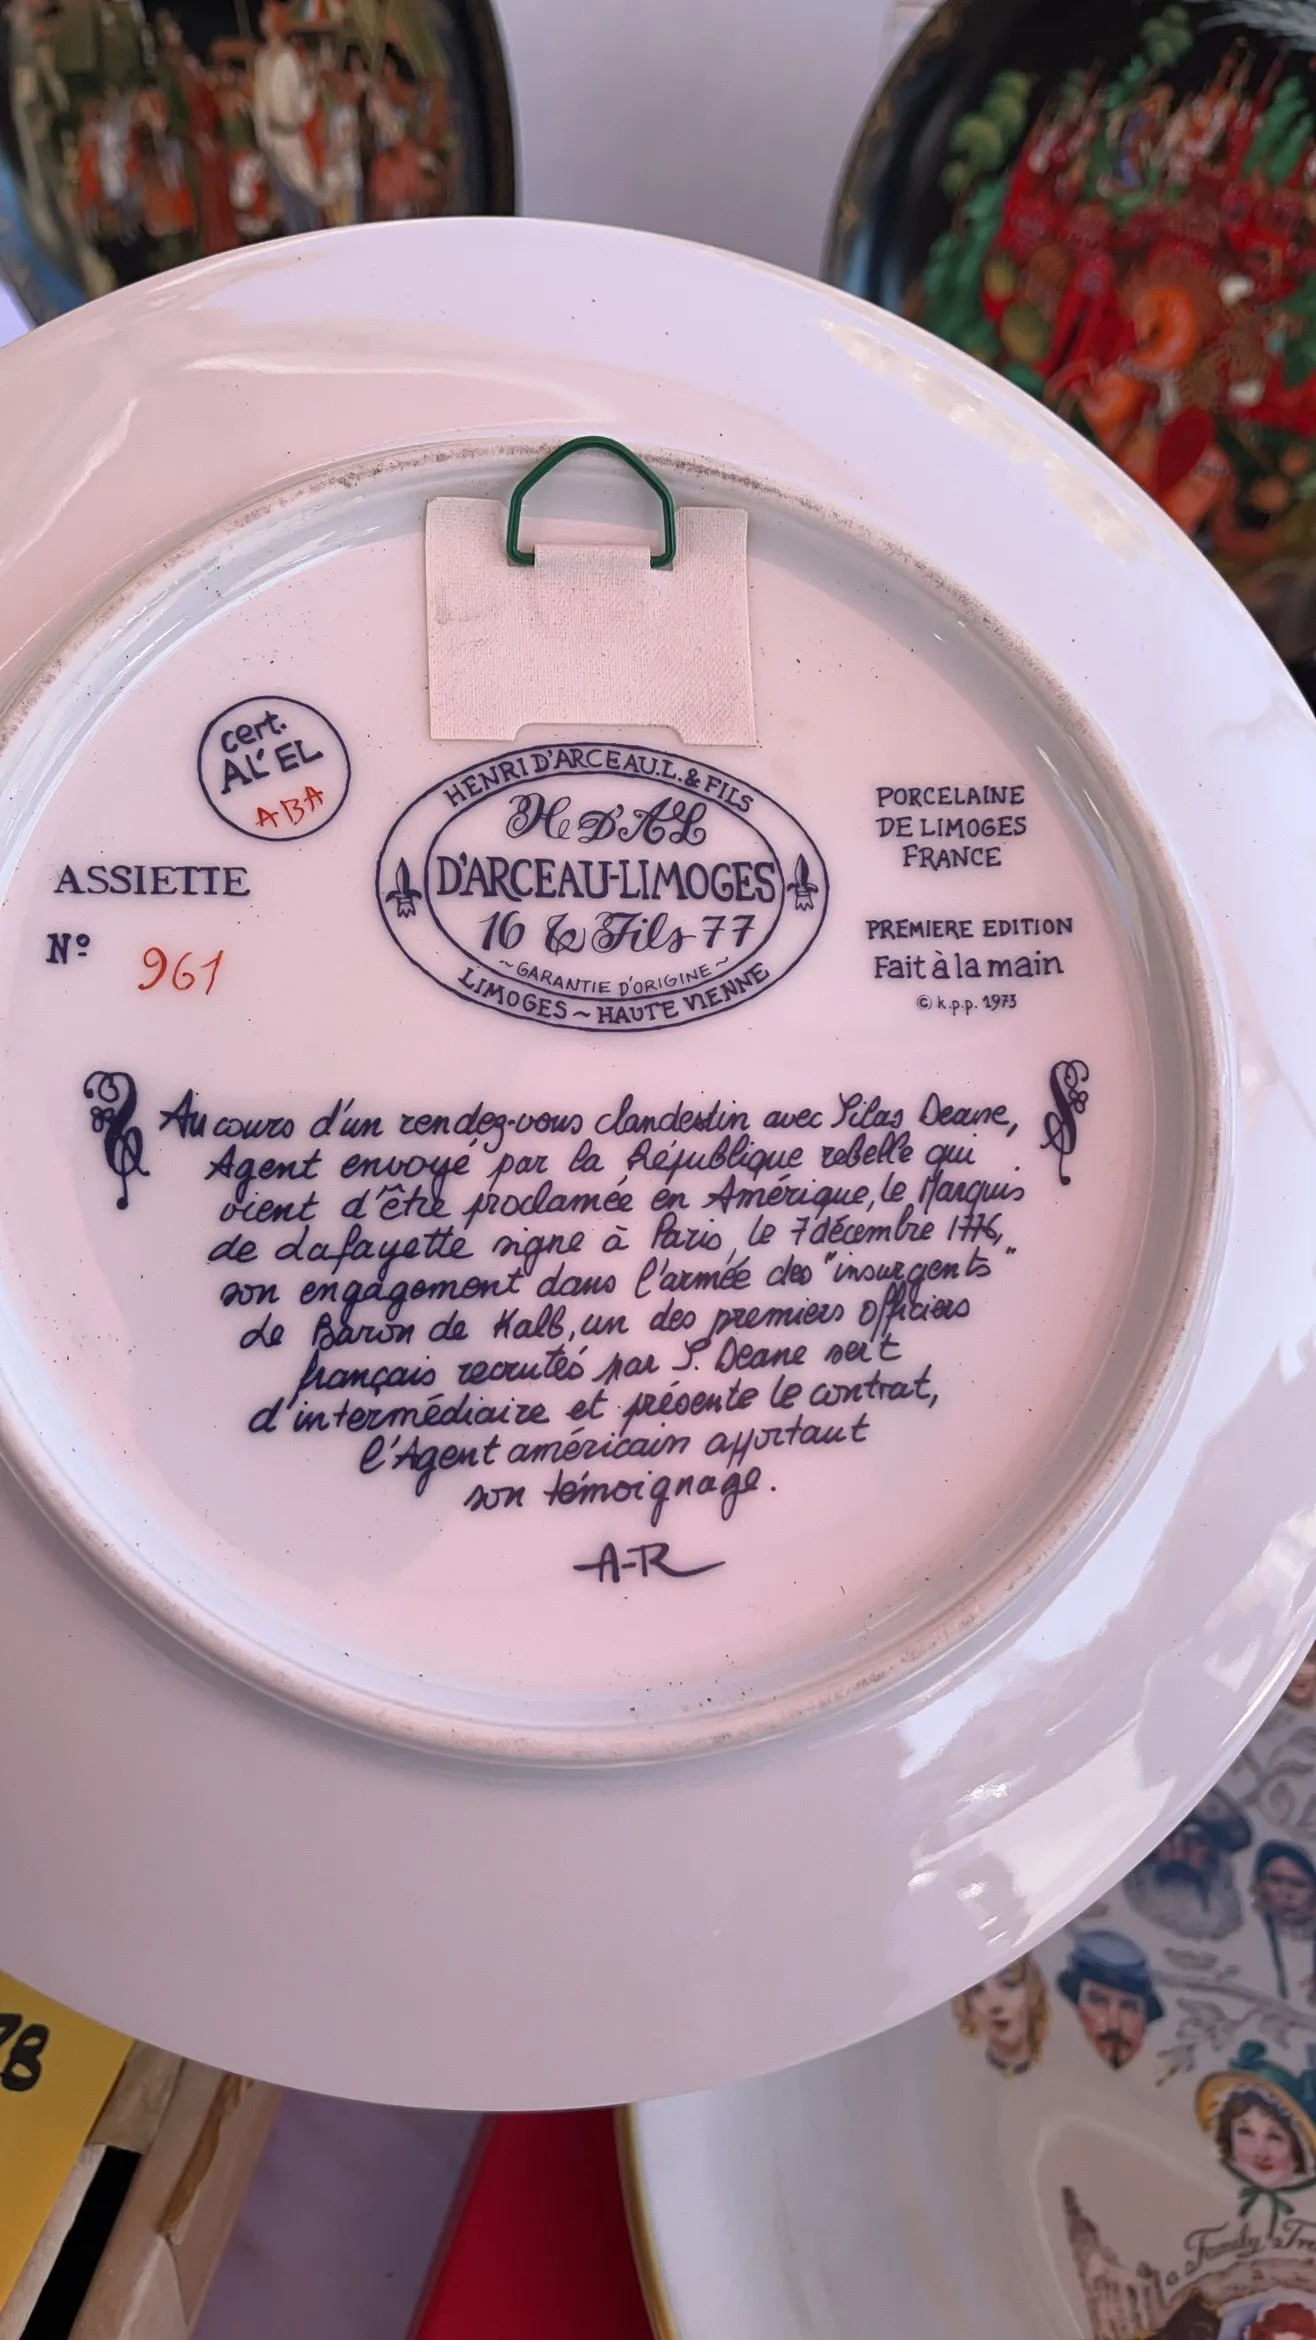 cert.
AL' EL
ABA
ASSIETTE
Nº 961
HENRI D'ARCEAU.L.& FILS
H D'A L
D'ARCEAU-LIMOGES
16 & Fils 77
~GARANTIE D'ORIGINE~
LIMOGES ~ HAUTE VIENNE
PORCELAINE
DE LIMOGES
FRANCE
PREMIERE EDITION
Fait à la main
© k.p.p. 1973
Au cours d'un rendez-vous clandestin avec Silas Deane,
Agent envoyé par la République rebelle qui
vient d'être proclamée en Amérique, le Marquis
de Lafayette signe à Paris, le 7 décembre 1776,
son engagement dans l'armée des "insurgents"
Le Baron de Kalb, un des premiers officiers
français recrutés par S. Deane sert
d'intermédiaire et présente le contrat,
l'Agent américain apportant
son témoignage.
A-R
78
Family Tre